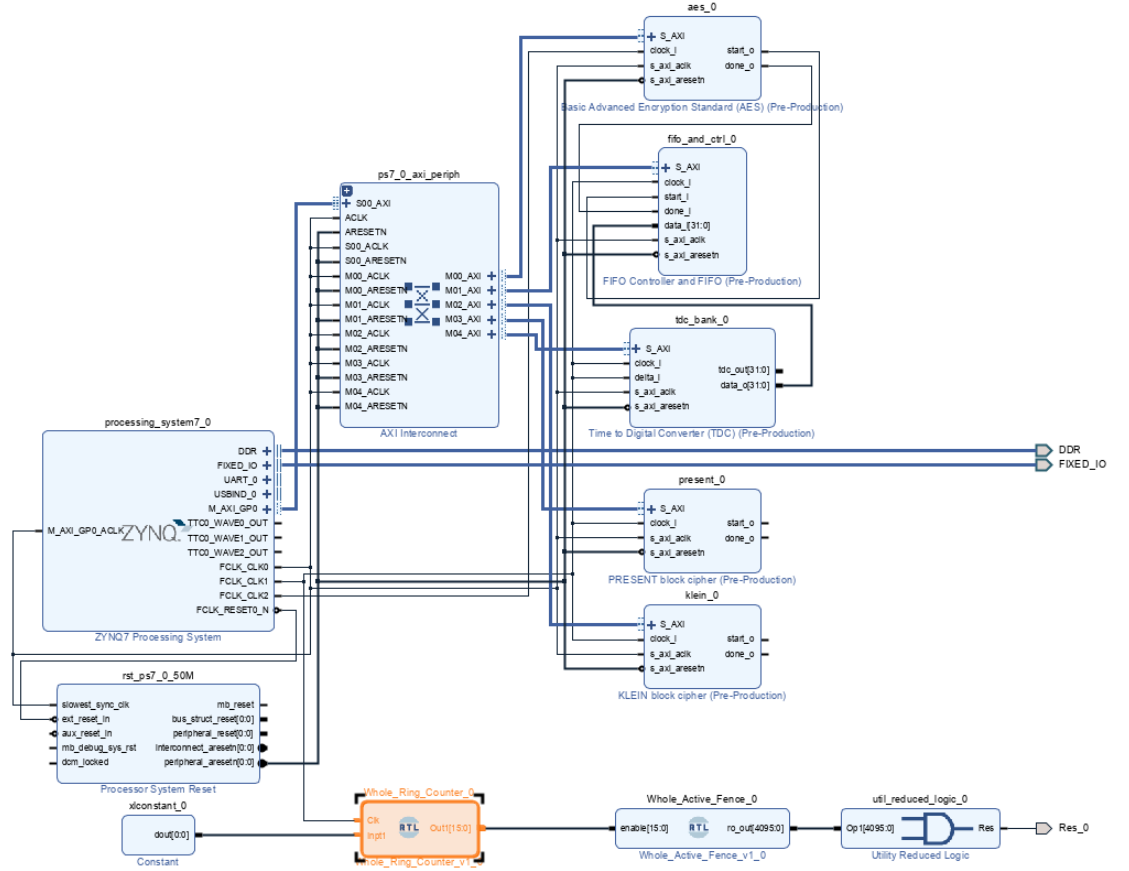 aes_0
S_AXI
clock_i
s_axi_aclk
s_axi_aresetn
start_o
done_o
Basic Advanced Encryption Standard (AES) (Pre-Production)
fifo_and_ctrl_0
S_AXI
clock_i
start_i
done_i
data_i[31:0]
s_axi_aclk
s_axi_aresetn
FIFO Controller and FIFO (Pre-Production)
ps7_0_axi_periph
S00_AXI
ACLK
ARESETN
S00_ACLK
S00_ARESETN
M00_ACLK
M00_ARESETN
M01_ACLK
M01_ARESETN
M02_ACLK
M02_ARESETN
M03_ACLK
M03_ARESETN
M04_ACLK
M04_ARESETN
M00_AXI
M01_AXI
M02_AXI
M03_AXI
M04_AXI
AXI Interconnect
tdc_bank_0
S_AXI
clock_i
delta_i
s_axi_aclk
s_axi_aresetn
tdc_out[31:0]
data_o[31:0]
Time to Digital Converter (TDC) (Pre-Production)
processing_system7_0
M_AXI_GP0_ACLK
ZYNQ
DDR
FIXED_IO
UART_0
USBIND_0
M_AXI_GP0
TTC0_WAVE0_OUT
TTC0_WAVE1_OUT
TTC0_WAVE2_OUT
FCLK_CLK0
FCLK_CLK1
FCLK_CLK2
FCLK_RESET0_N
ZYNQ7 Processing System
DDR
FIXED_IO
present_0
S_AXI
clock_i
s_axi_aclk
s_axi_aresetn
start_o
done_o
PRESENT block cipher (Pre-Production)
klein_0
S_AXI
clock_i
s_axi_aclk
s_axi_aresetn
start_o
done_o
KLEIN block cipher (Pre-Production)
rst_ps7_0_50M
slowest_sync_clk
ext_reset_in
aux_reset_in
mb_debug_sys_rst
dcm_locked
mb_reset
bus_struct_reset[0:0]
peripheral_reset[0:0]
interconnect_aresetn[0:0]
peripheral_aresetn[0:0]
Processor System Reset
xlconstant_0
dout[0:0]
Constant
Whole_Ring_Counter_0
Clk
Inpt1
RTL
Out1[15:0]
Whole_Ring_Counter_v1_0
Whole_Active_Fence_0
enable[15:0]
RTL
ro_out[4095:0]
Whole_Active_Fence_v1_0
util_reduced_logic_0
Op1[4095:0]
Res
Utility Reduced Logic
Res_0